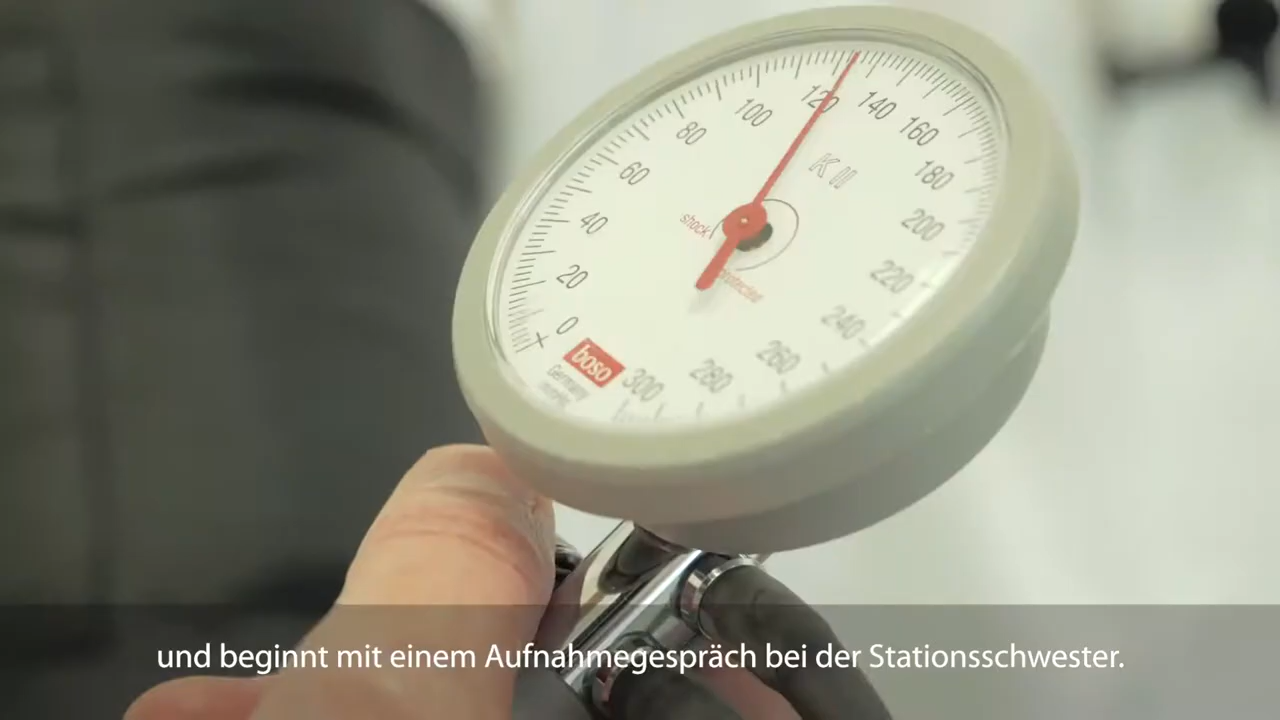 0
20
40
60
80
100
120
140
160
180
200
220
240
260
280
300
K II
shock
protected
boso
Germany
und beginnt mit einem Aufnahmegespräch bei der Stationsschwester.